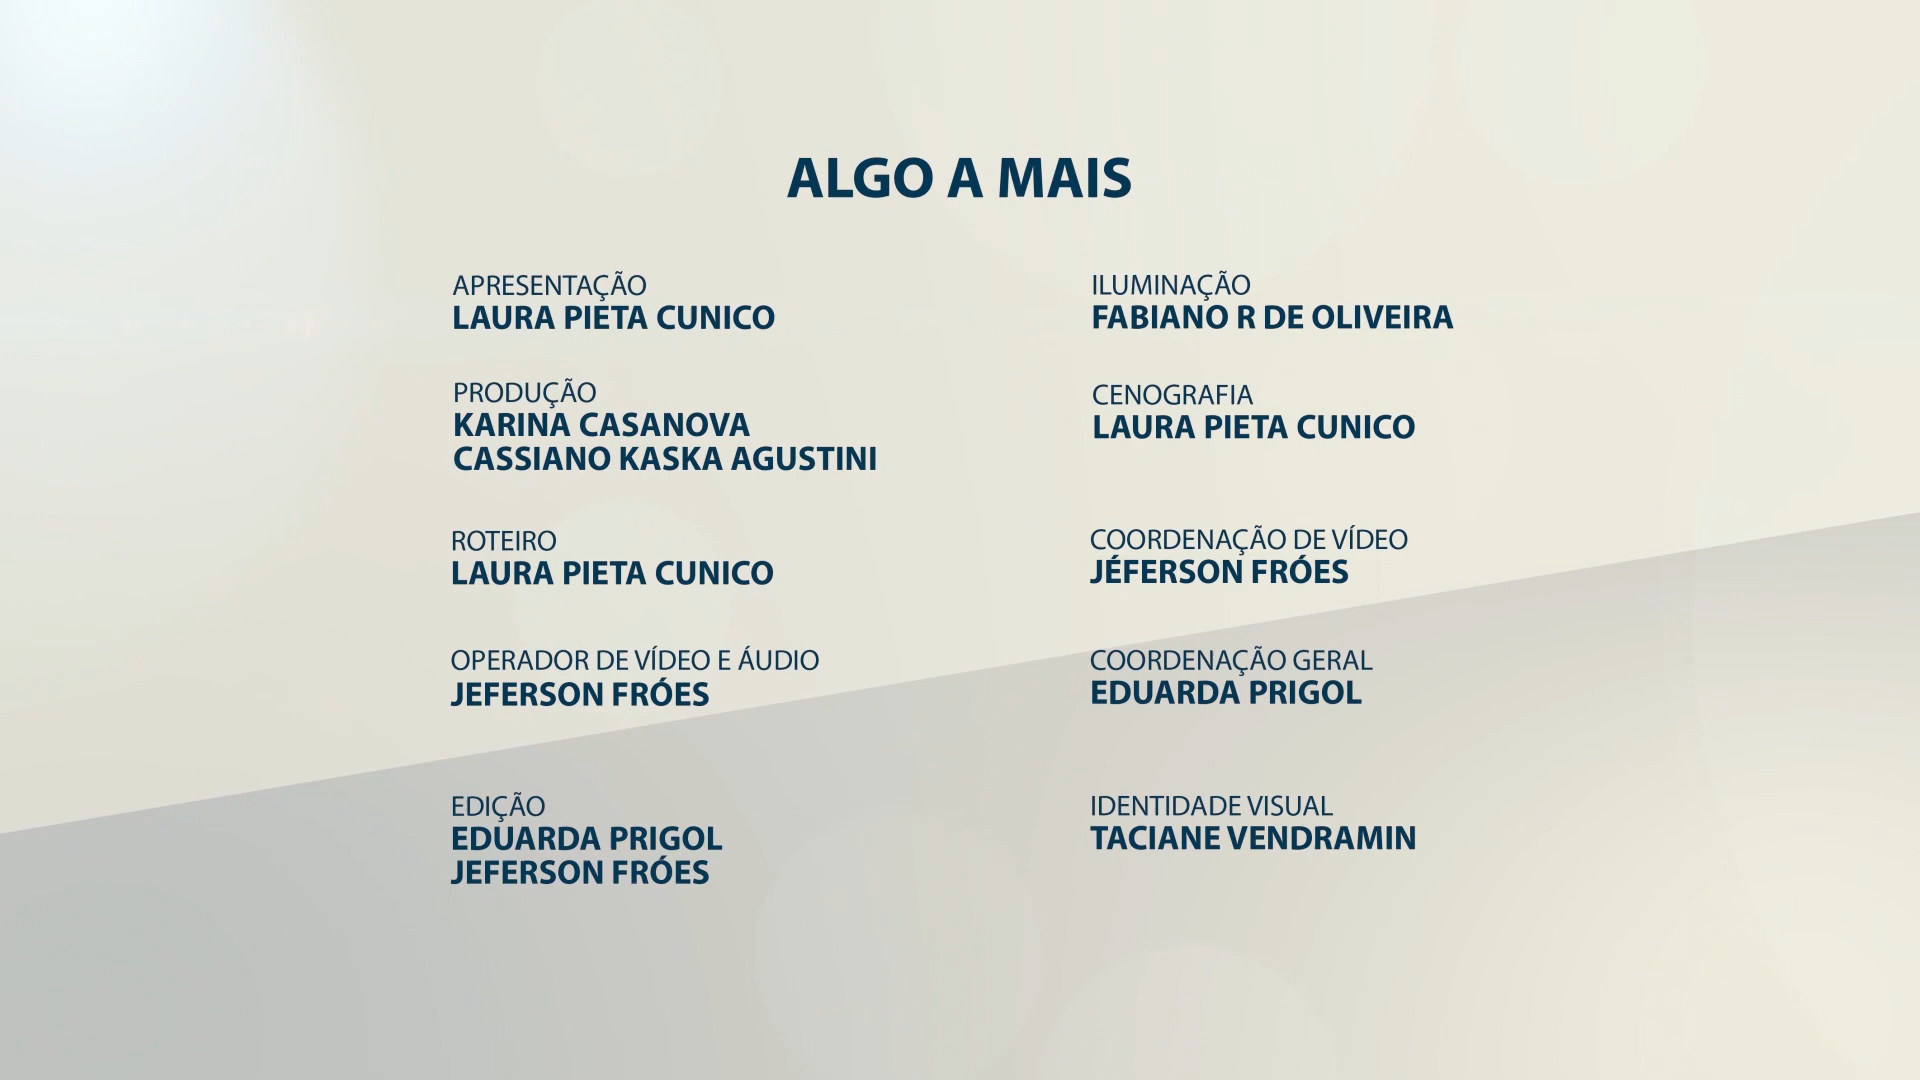 ALGO A MAIS
APRESENTAÇÃO
LAURA PIETA CUNICO
PRODUÇÃO
KARINA CASANOVA
CASSIANO KASKA AGUSTINI
ROTEIRO
LAURA PIETA CUNICO
OPERADOR DE VÍDEO E ÁUDIO
JEFERSON FRÓES
EDIÇÃO
EDUARDA PRIGOL
JEFERSON FRÓES
ILUMINAÇÃO
FABIANO R DE OLIVEIRA
CENOGRAFIA
LAURA PIETA CUNICO
COORDENAÇÃO DE VÍDEO
JÉFERSON FRÓES
COORDENAÇÃO GERAL
EDUARDA PRIGOL
IDENTIDADE VISUAL
TACIANE VENDRAMIN